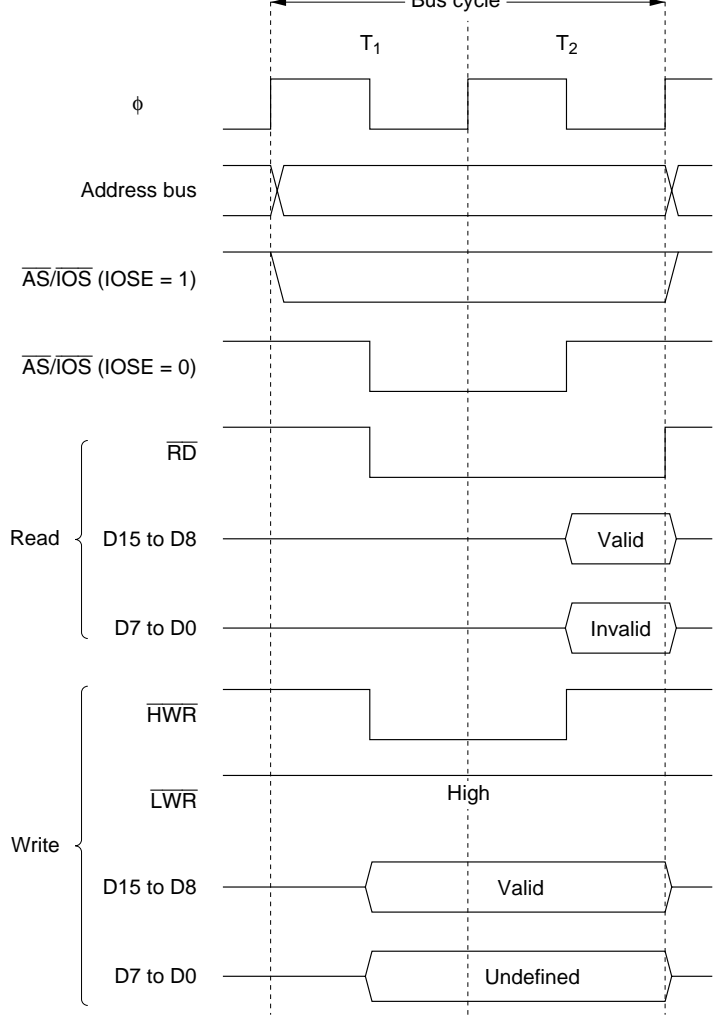 Bus cycle
T1 T2
φ
Address bus
AS/IOS (IOSE = 1)
AS/IOS (IOSE = 0)
RD
Read D15 to D8 Valid
D7 to D0 Invalid
HWR
LWR High
Write
D15 to D8 Valid
D7 to D0 Undefined